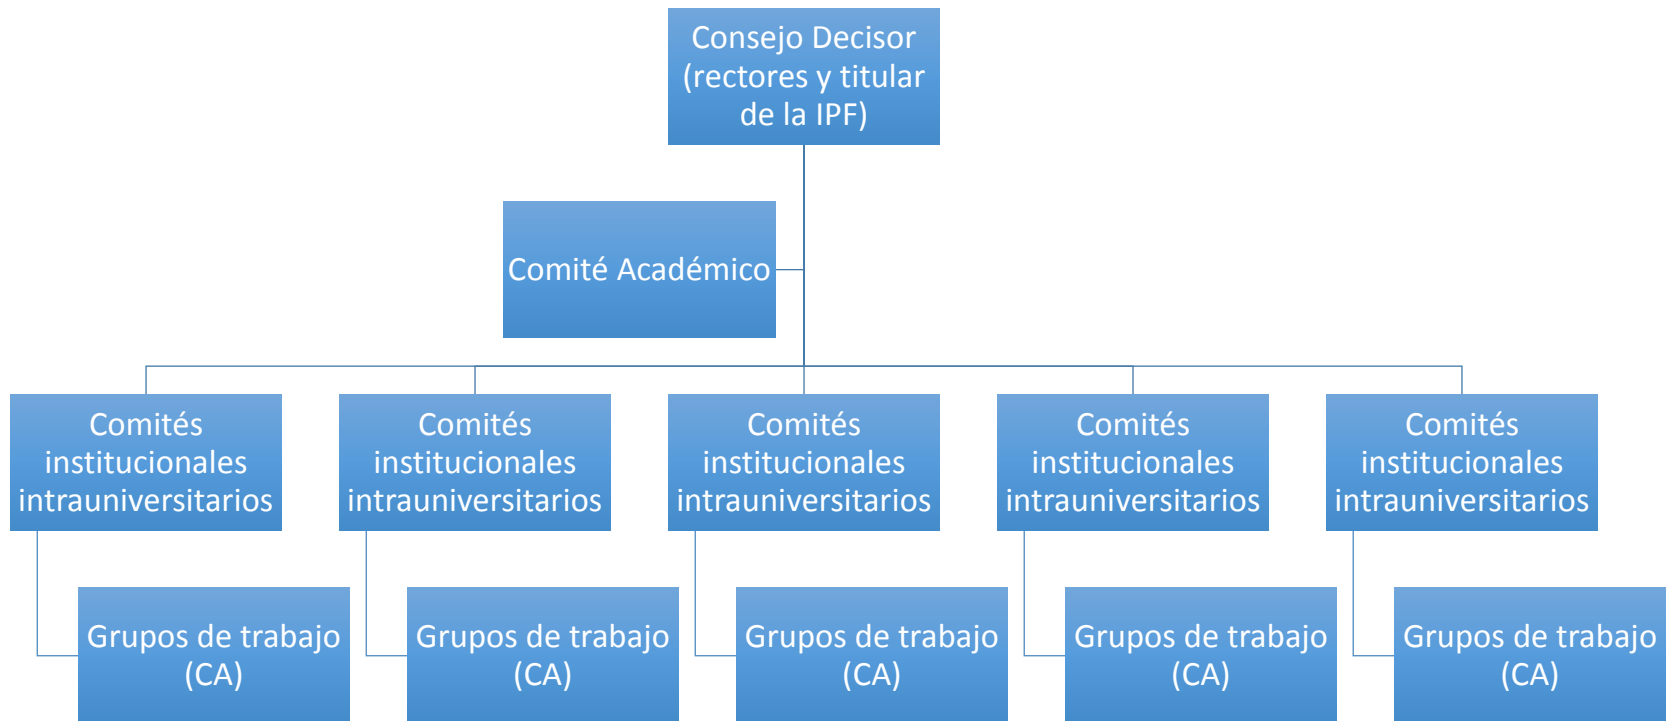 Consejo Decisor
(rectores y titular
de la IPF)
Comité Académico
Comités
institucionales
intrauniversitarios
Comités
institucionales
intrauniversitarios
Comités
institucionales
intrauniversitarios
Comités
institucionales
intrauniversitarios
Comités
institucionales
intrauniversitarios
Grupos de trabajo
(CA)
Grupos de trabajo
(CA)
Grupos de trabajo
(CA)
Grupos de trabajo
(CA)
Grupos de trabajo
(CA)